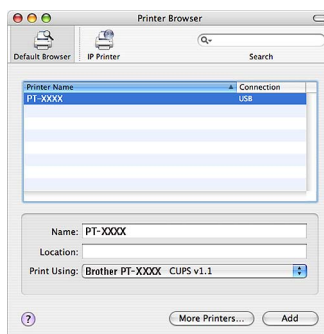 Printer Browser
Default Browser
IP Printer
Search
Printer Name Connection
PT-XXXX USB
Name: PT-XXXX
Location:
Print Using: Brother PT-XXXX CUPS v1.1
? More Printers... Add